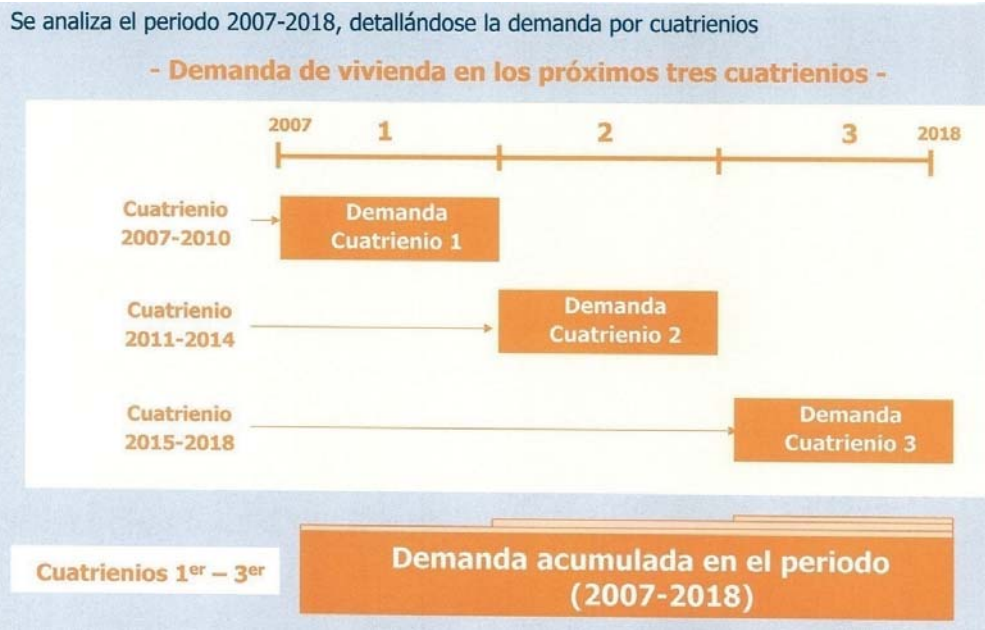 Se analiza el periodo 2007-2018, detallándose la demanda por cuatrienios
- Demanda de vivienda en los próximos tres cuatrienios -
2007 1 2 3 2018
Cuatrienio
2007-2010
Demanda
Cuatrienio 1
Cuatrienio
2011-2014
Demanda
Cuatrienio 2
Cuatrienio
2015-2018
Demanda
Cuatrienio 3
Cuatrienios 1er – 3er
Demanda acumulada en el periodo
(2007-2018)